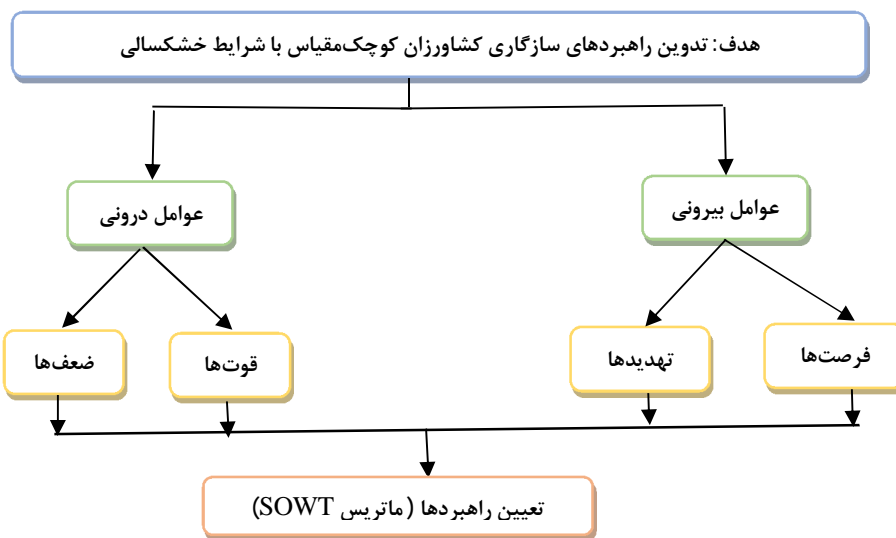 هدف: تدوین راهبردهای سازگاری کشاورزان کوچک‌مقیاس با شرایط خشکسالی
عوامل بیرونی
عوامل درونی
فرصت‌ها
تهدیدها
قوت‌ها
ضعف‌ها
تعیین راهبردها (ماتریس SOWT)